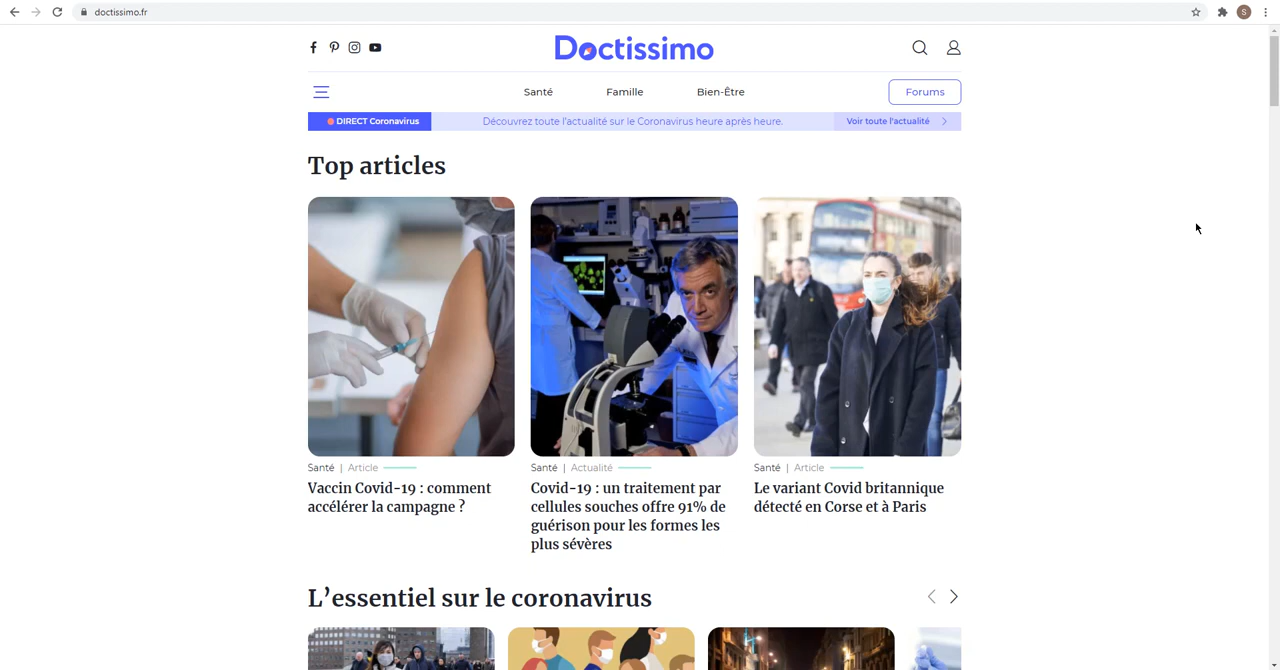 doctissimo.fr
S
Doctissimo
Santé
Famille
Bien-Être
Forums
DIRECT Coronavirus
Découvrez toute l'actualité sur le Coronavirus heure après heure.
Voir toute l'actualité
Top articles
Santé | Article
Vaccin Covid-19 : comment
accélérer la campagne ?
Santé | Actualité
Covid-19 : un traitement par
cellules souches offre 91% de
guérison pour les formes les
plus sévères
Santé | Article
Le variant Covid britannique
détecté en Corse et à Paris
L’essentiel sur le coronavirus